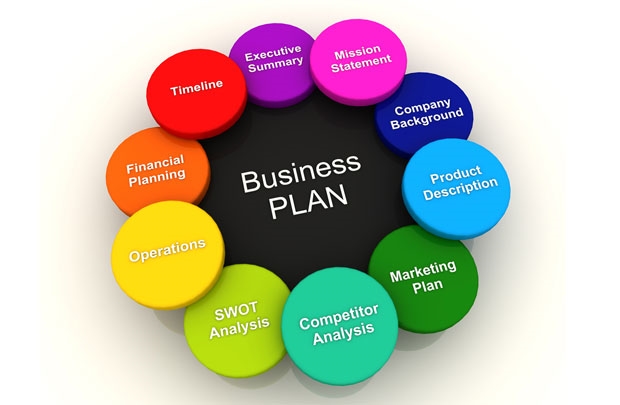 Business
PLAN
Executive
Summary
Mission
Statement
Company
Background
Product
Description
Marketing
Plan
Competitor
Analysis
SWOT
Analysis
Operations
Financial
Planning
Timeline